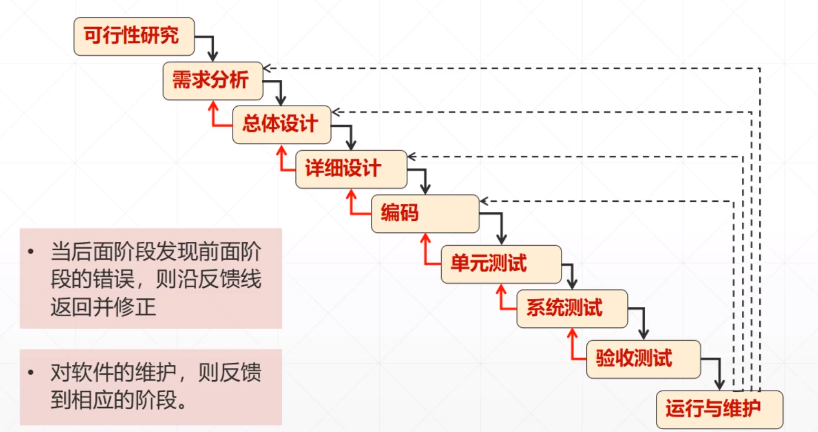 可行性研究
需求分析
总体设计
详细设计
编码
单元测试
系统测试
验收测试
运行与维护
• 当后面阶段发现前面阶
段的错误，则沿反馈线
返回并修正
• 对软件的维护，则反馈
到相应的阶段。